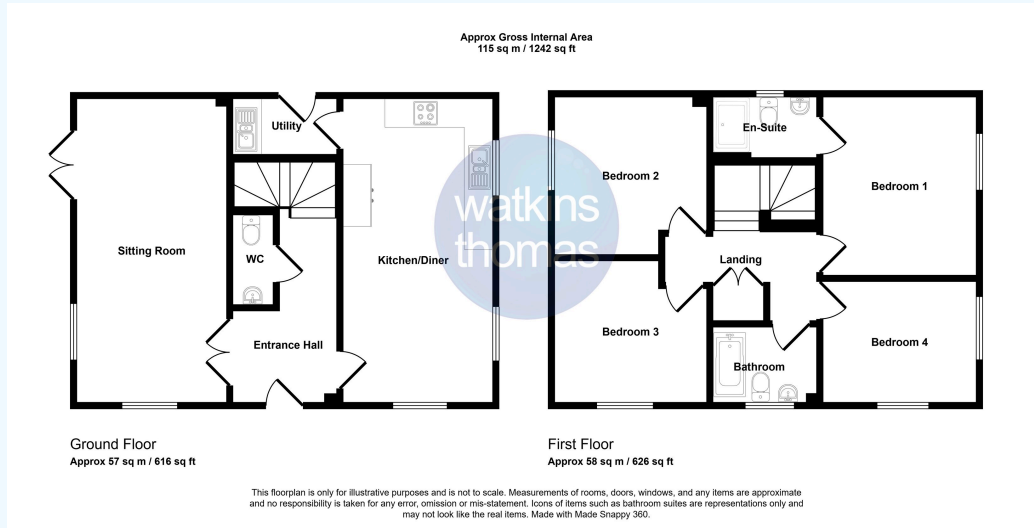 Approx Gross Internal Area
115 sq m / 1242 sq ft
Utility
Sitting Room
WC
Kitchen/Diner
Entrance Hall
watkins
thomas
En-Suite
Bedroom 2
Bedroom 1
Landing
Bedroom 3
Bedroom 4
Bathroom
Ground Floor
Approx 57 sq m / 616 sq ft
First Floor
Approx 58 sq m / 626 sq ft
This floorplan is only for illustrative purposes and is not to scale. Measurements of rooms, doors, windows, and any items are approximate
and no responsibility is taken for any error, omission or mis-statement. Icons of items such as bathroom suites are representations only and
may not look like the real items. Made with Made Snappy 360.